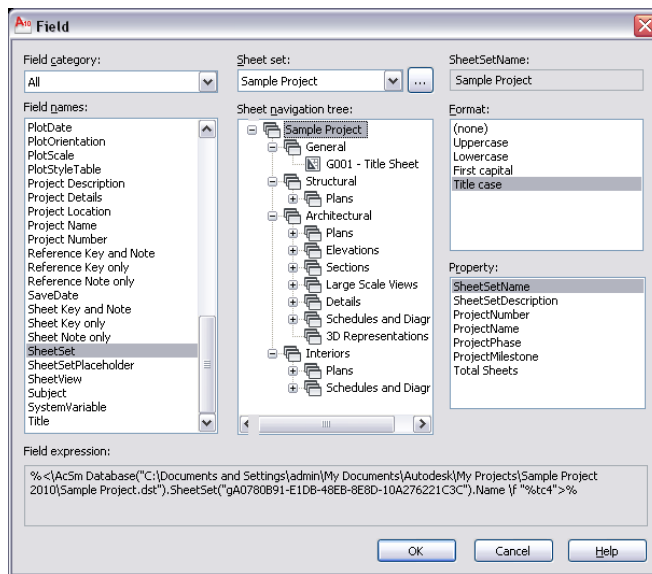 Field
Field category:
All
Field names:
PlotDate
PlotOrientation
PlotScale
PlotStyleTable
Project Description
Project Details
Project Location
Project Name
Project Number
Reference Key and Note
Reference Key only
Reference Note only
SaveDate
Sheet Key and Note
Sheet Key only
Sheet Note only
SheetSet
SheetSetPlaceholder
SheetView
Subject
SystemVariable
Title
Sheet set:
Sample Project
...
Sheet navigation tree:
Sample Project
General
G001 - Title Sheet
Structural
Plans
Architectural
Plans
Elevations
Sections
Large Scale Views
Details
Schedules and Diagr
3D Representations
Interiors
Plans
Schedules and Diagr
SheetSetName:
Sample Project
Format:
(none)
Uppercase
Lowercase
First capital
Title case
Property:
SheetSetName
SheetSetDescription
ProjectNumber
ProjectName
ProjectPhase
ProjectMilestone
Total Sheets
Field expression:
%<\AcSm Database("C:\Documents and Settings\admin\My Documents\Autodesk\My Projects\Sample Project
2010\Sample Project.dst").SheetSet("gA0780B91-E1DB-48EB-8E8D-10A276221C3C").Name \f "%tc4">%
OK
Cancel
Help